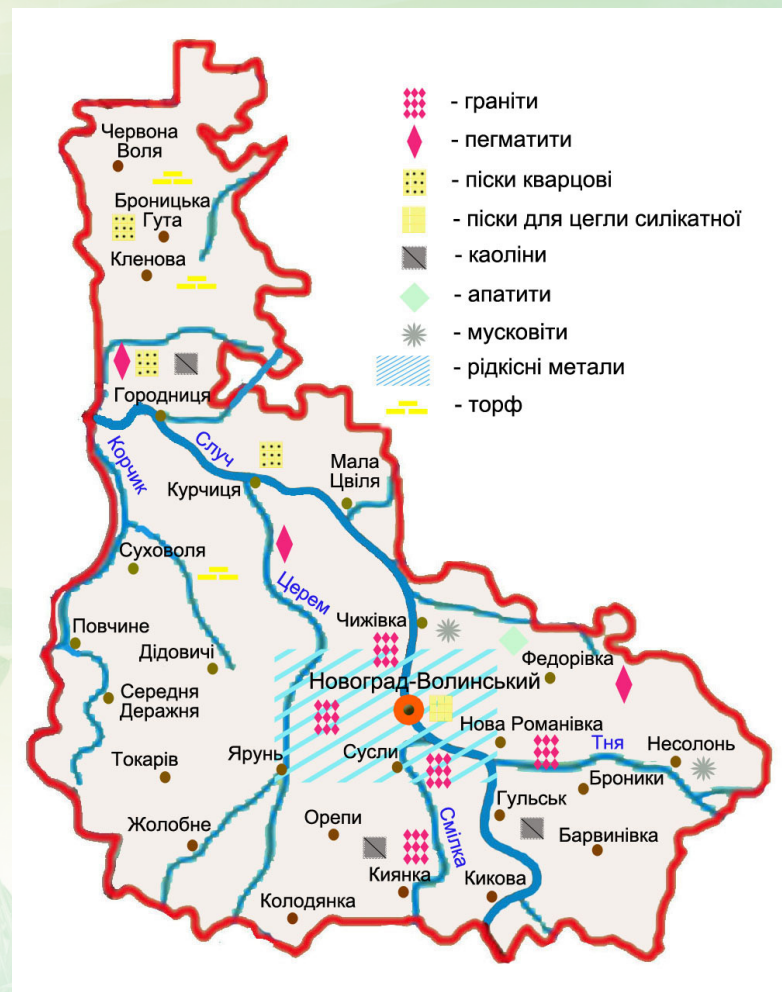 - граніти
- пегматити
- піски кварцові
- піски для цегли силікатної
- каоліни
- апатити
- мусковіти
- рідкісні метали
- торф
Червона
Воля
Броницька
Гута
Кленова
Городниця
Корчик
Случ
Мала
Цвіля
Курчиця
Суховоля
Церем
Чижівка
Повчине
Дідовичі
Федорівка
Середня
Деражня
Новоград-Волинський
Нова Романівка
Тня
Несолонь
Токарів
Ярунь
Сусли
Броники
Гульськ
Жолобне
Орепи
Смілка
Барвинівка
Киянка
Кикова
Колодянка